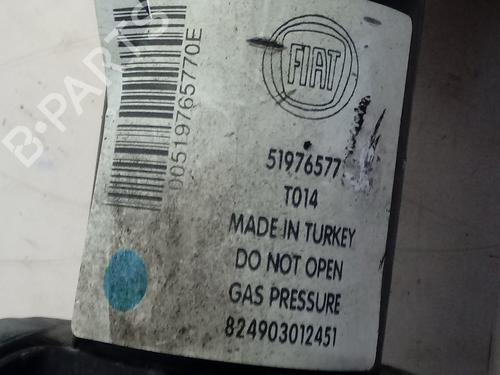 B-PARTS
00519765770E
FIAT
51976577
T014
MADE IN TURKEY
DO NOT OPEN
GAS PRESSURE
824903012451